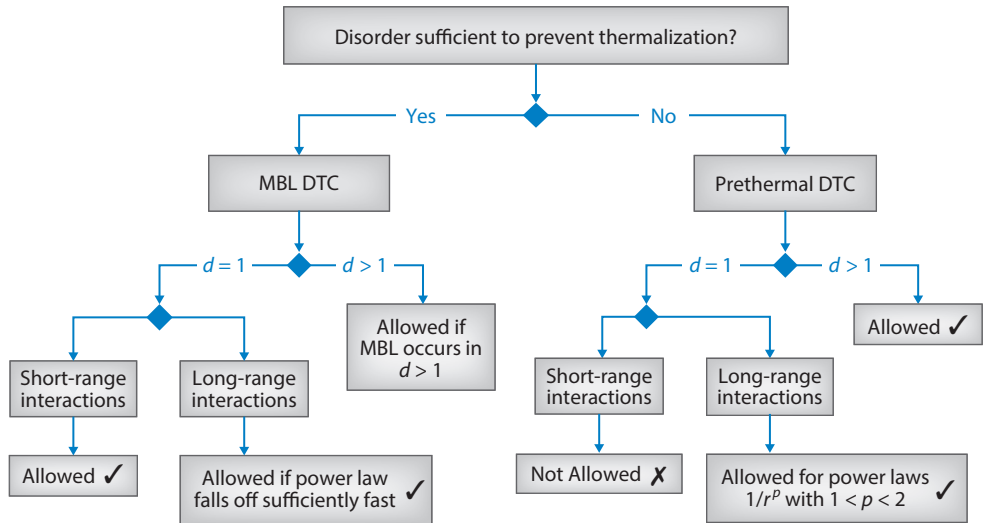 Disorder sufficient to prevent thermalization?
Yes
No
MBL DTC
Prethermal DTC
d = 1
d > 1
d = 1
d > 1
Allowed if
MBL occurs in
d > 1
Allowed ✓
Short-range
interactions
Long-range
interactions
Short-range
interactions
Long-range
interactions
Allowed ✓
Allowed if power law
falls off sufficiently fast ✓
Not Allowed ✗
Allowed for power laws
1/r^p with 1 < p < 2 ✓